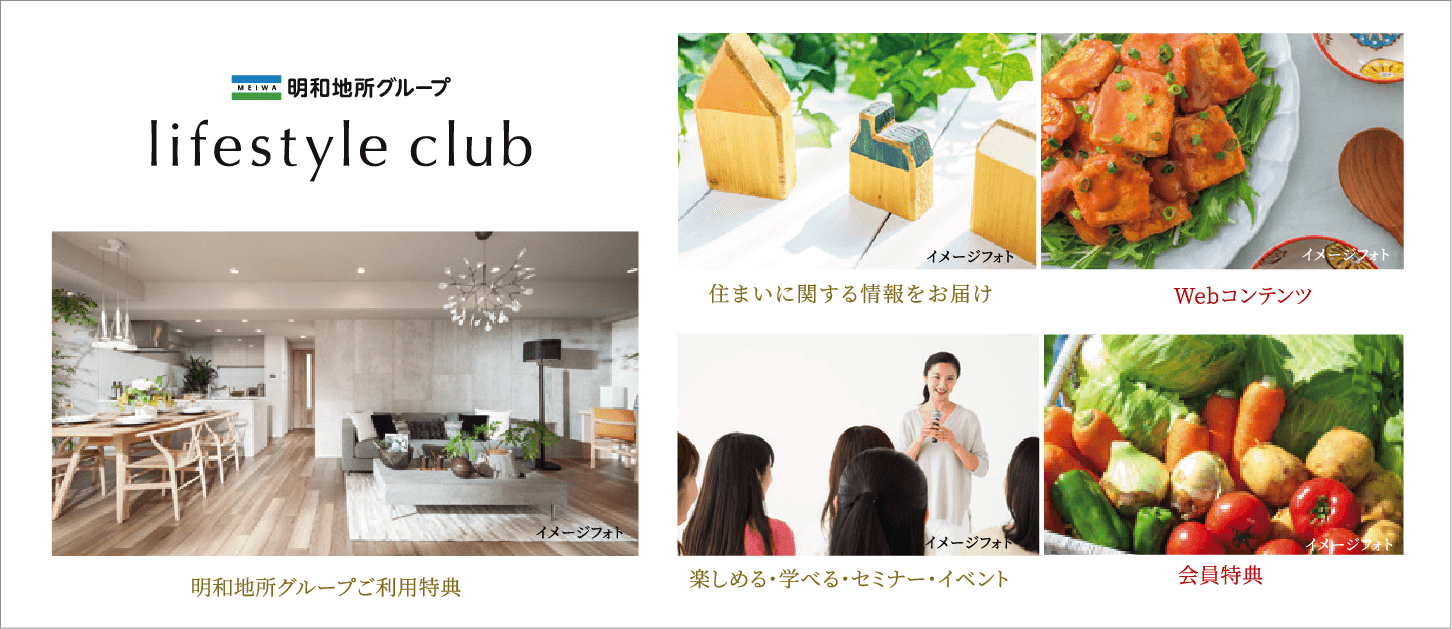 MEIWA 明和地所グループ
lifestyle club
イメージフォト
明和地所グループご利用特典
イメージフォト
住まいに関する情報をお届け
イメージフォト
Webコンテンツ
イメージフォト
楽しめる・学べる・セミナー・イベント
イメージフォト
会員特典